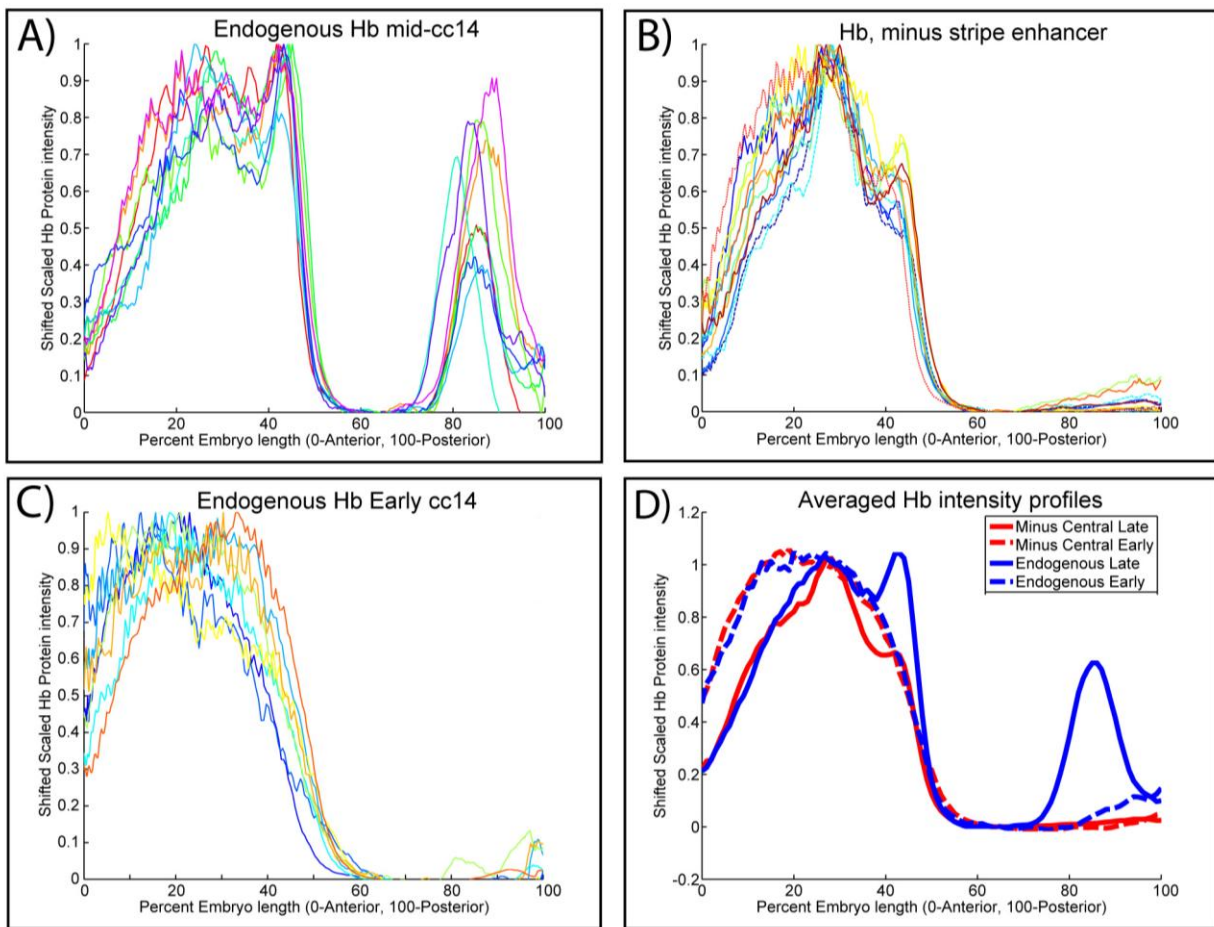 A) Endogenous Hb mid-cc14
Shifted Scaled Hb Protein intensity
1
0.9
0.8
0.7
0.6
0.5
0.4
0.3
0.2
0.1
0
0 20 40 60 80 100
Percent Embryo length (0-Anterior, 100-Posterior)
B) Hb, minus stripe enhancer
Shifted Scaled Hb Protein intensity
1
0.9
0.8
0.7
0.6
0.5
0.4
0.3
0.2
0.1
0
0 20 40 60 80 100
Percent Embryo length (0-Anterior, 100-Posterior)
C) Endogenous Hb Early cc14
Shifted Scaled Hb Protein intensity
1
0.9
0.8
0.7
0.6
0.5
0.4
0.3
0.2
0.1
0
0 20 40 60 80 100
Percent Embryo length (0-Anterior, 100-Posterior)
D) Averaged Hb intensity profiles
Minus Central Late
Minus Central Early
Endogenous Late
Endogenous Early
Shifted Scaled Hb Protein intensity
1.2
1
0.8
0.6
0.4
0.2
0
-0.2
0 20 40 60 80 100
Percent Embryo length (0-Anterior, 100-Posterior)